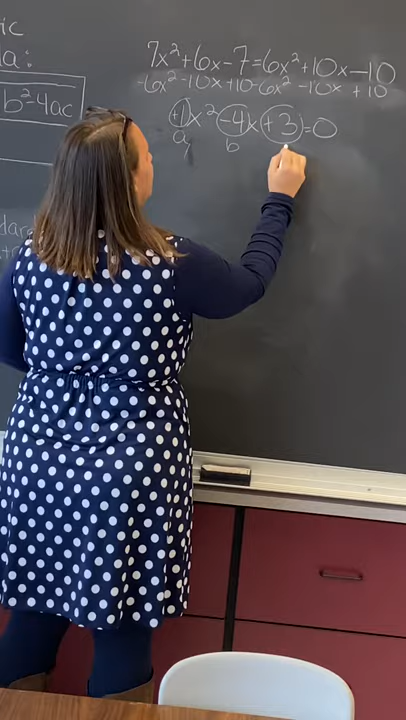 ic
la:
b²-4ac
dar
tr
7x²+6x-7=6x²+10x-10
-6x²-10x+10-6x²-10x+10
+1x²-4x+3=0
a b